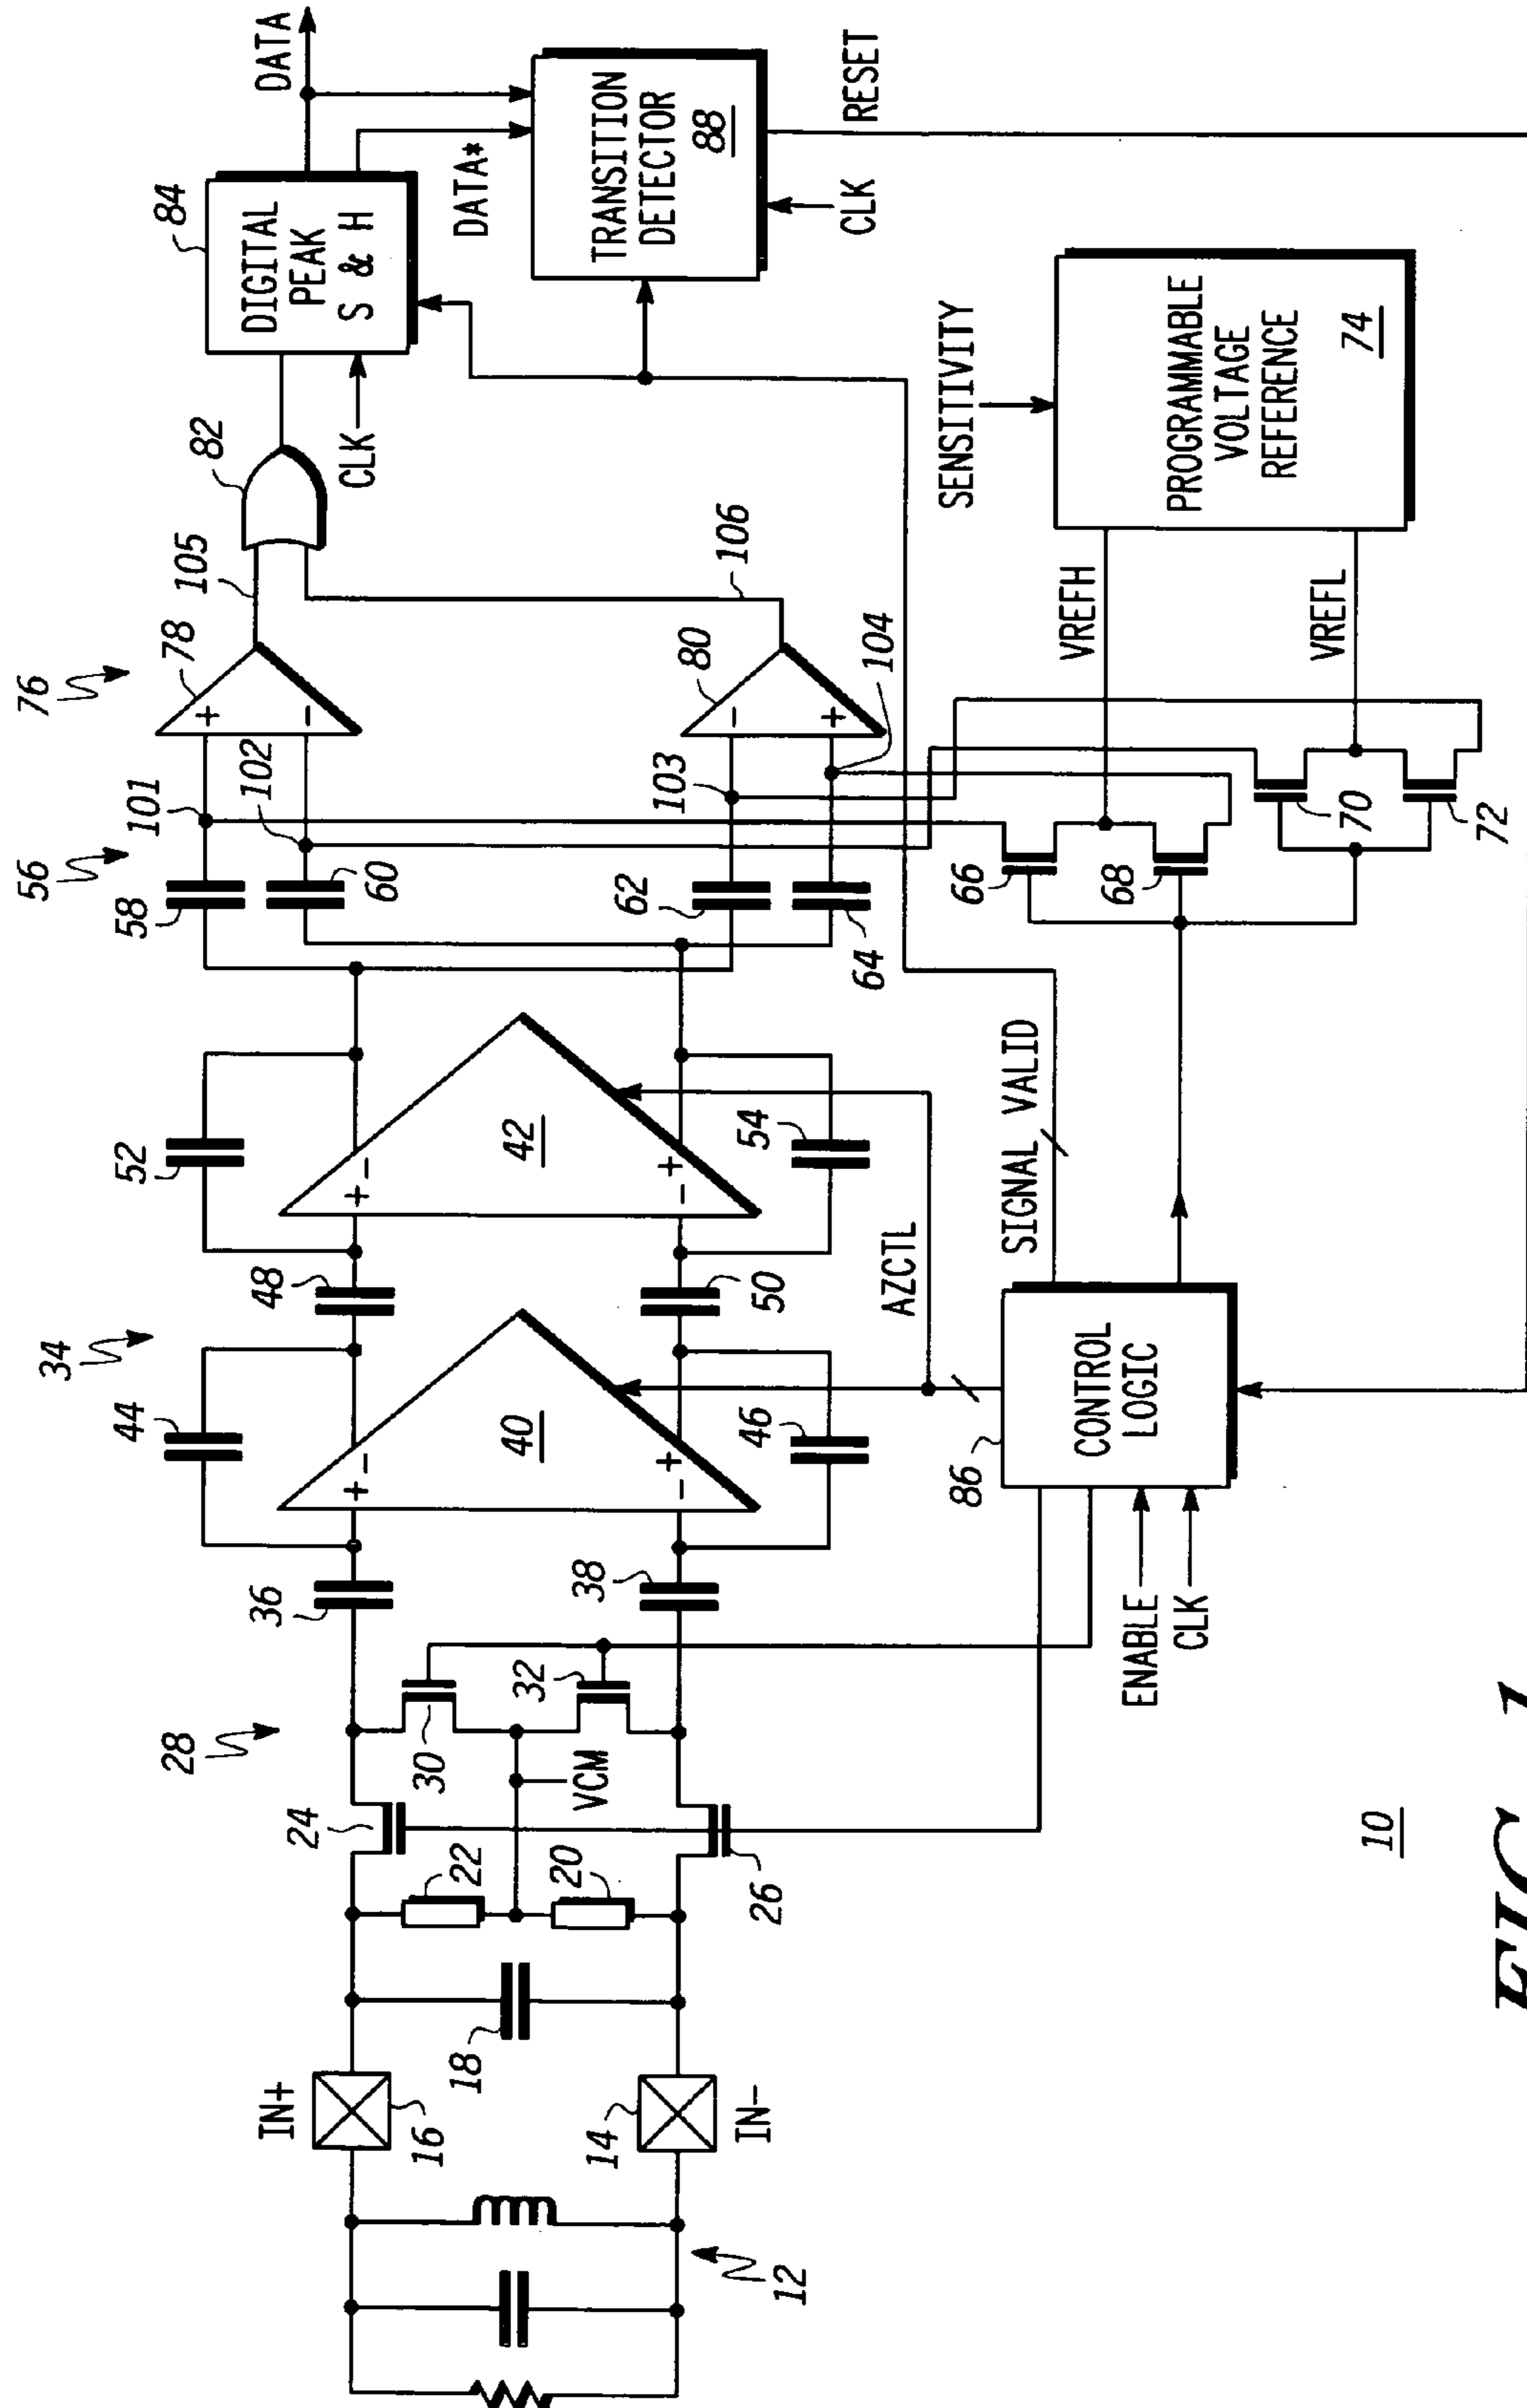 76
56
34
28
IN+
16
36
24
22
18
20
30
VCM
32
14
IN-
26
38
12
44
40
46
48
50
52
42
54
58
60
62
64
101
102
103
104
78
80
105
106
82
84
DIGITAL
PEAK
S & H
CLK
DATA
DATA*
TRANSITION
DETECTOR
88
CLK
RESET
AZCTL
SIGNAL VALID
86
CONTROL
LOGIC
ENABLE
CLK
66
68
70
72
VREFH
VREFL
SENSITIVITY
PROGRAMMABLE
VOLTAGE
REFERENCE
74
+
-
-
+
+
-
-
+
+
-
-
+
10
FIG. 1